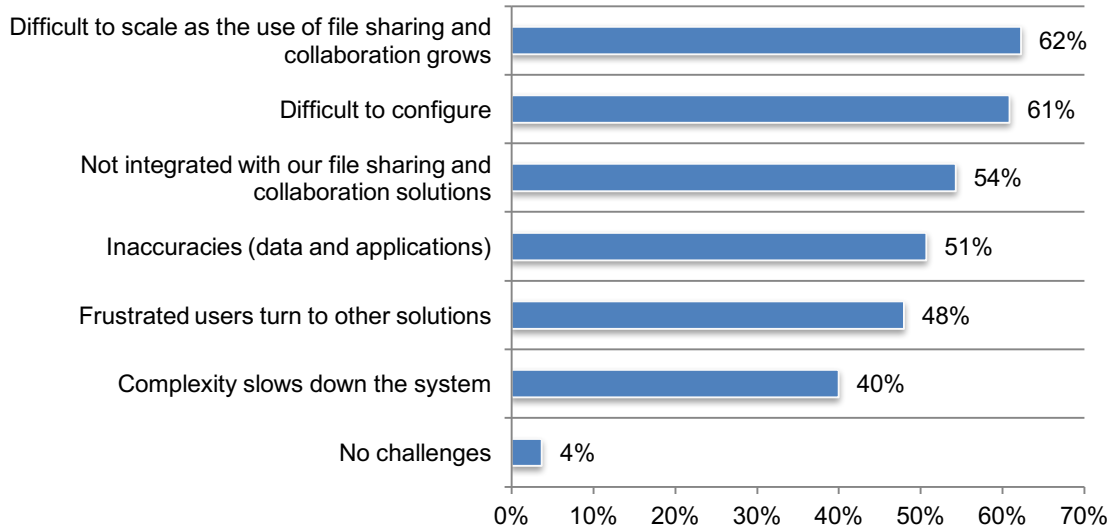 Difficult to scale as the use of file sharing and
collaboration grows
62%
Difficult to configure
61%
Not integrated with our file sharing and
collaboration solutions
54%
Inaccuracies (data and applications)
51%
Frustrated users turn to other solutions
48%
Complexity slows down the system
40%
No challenges
4%
0% 10% 20% 30% 40% 50% 60% 70%